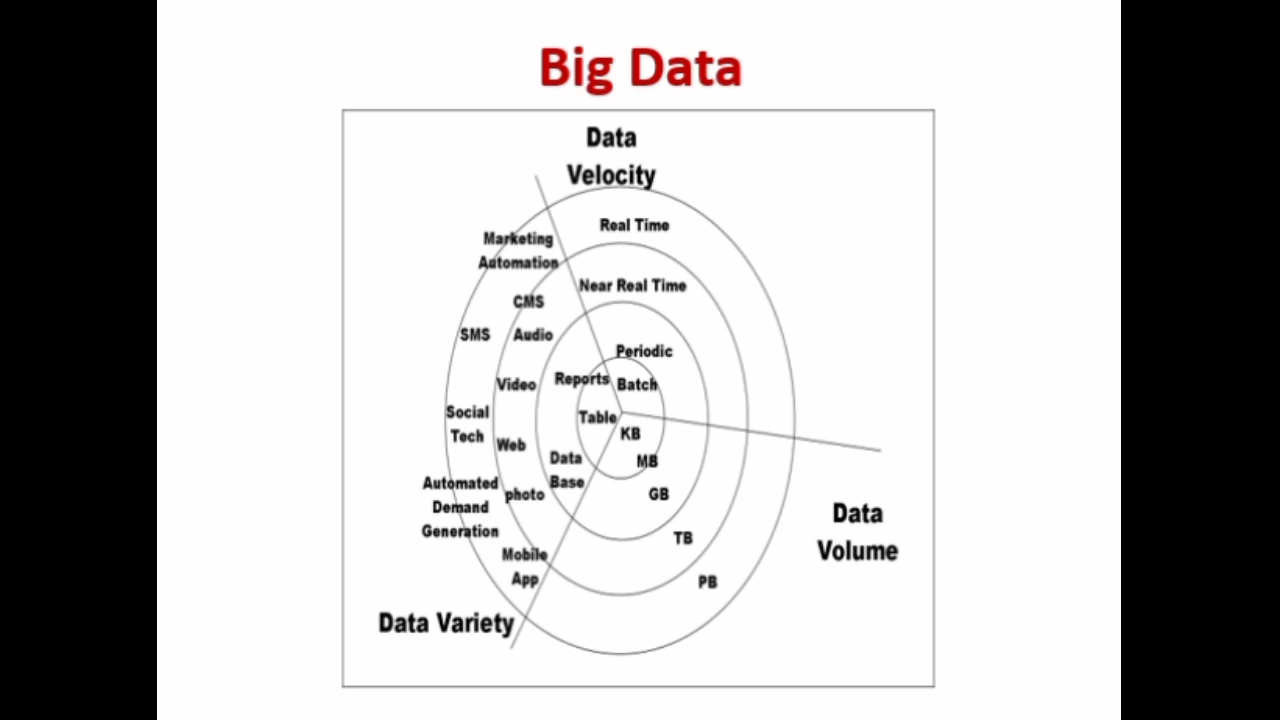 Big Data
Data
Velocity
Real Time
Marketing
Automation
Near Real Time
CMS
SMS
Audio
Periodic
Reports
Batch
Video
Social
Tech
Table
KB
Web
Data
Base
MB
Automated
Demand
Generation
photo
GB
Data
Volume
TB
Mobile
App
PB
Data Variety